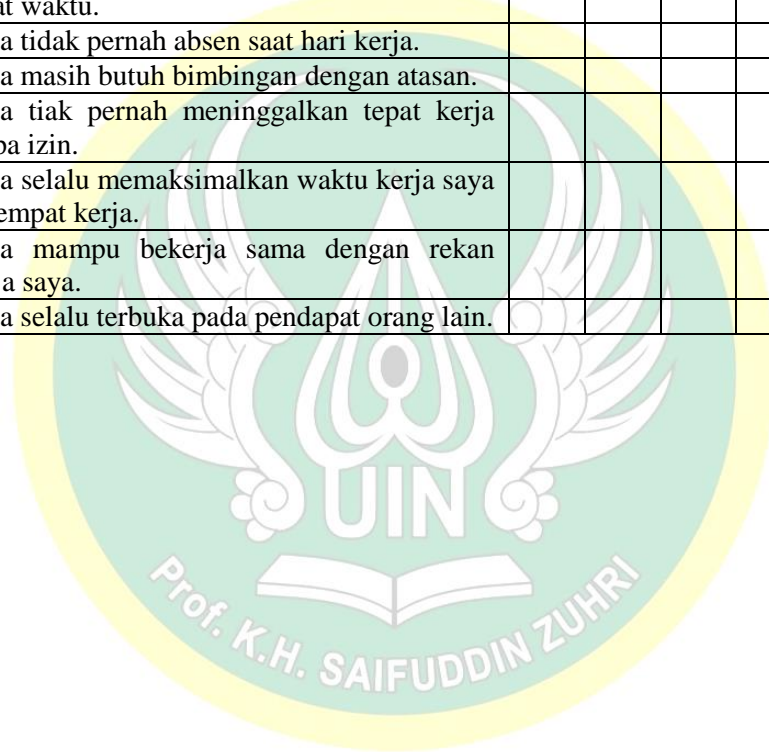 at waktu.
a tidak pernah absen saat hari kerja.
a masih butuh bimbingan dengan atasan.
a tiak pernah meninggalkan tepat kerja
pa izin.
a selalu memaksimalkan waktu kerja saya
empat kerja.
a mampu bekerja sama dengan rekan
a saya.
a selalu terbuka pada pendapat orang lain.
UIN
Prof. K.H. SAIFUDDIN ZUHRI